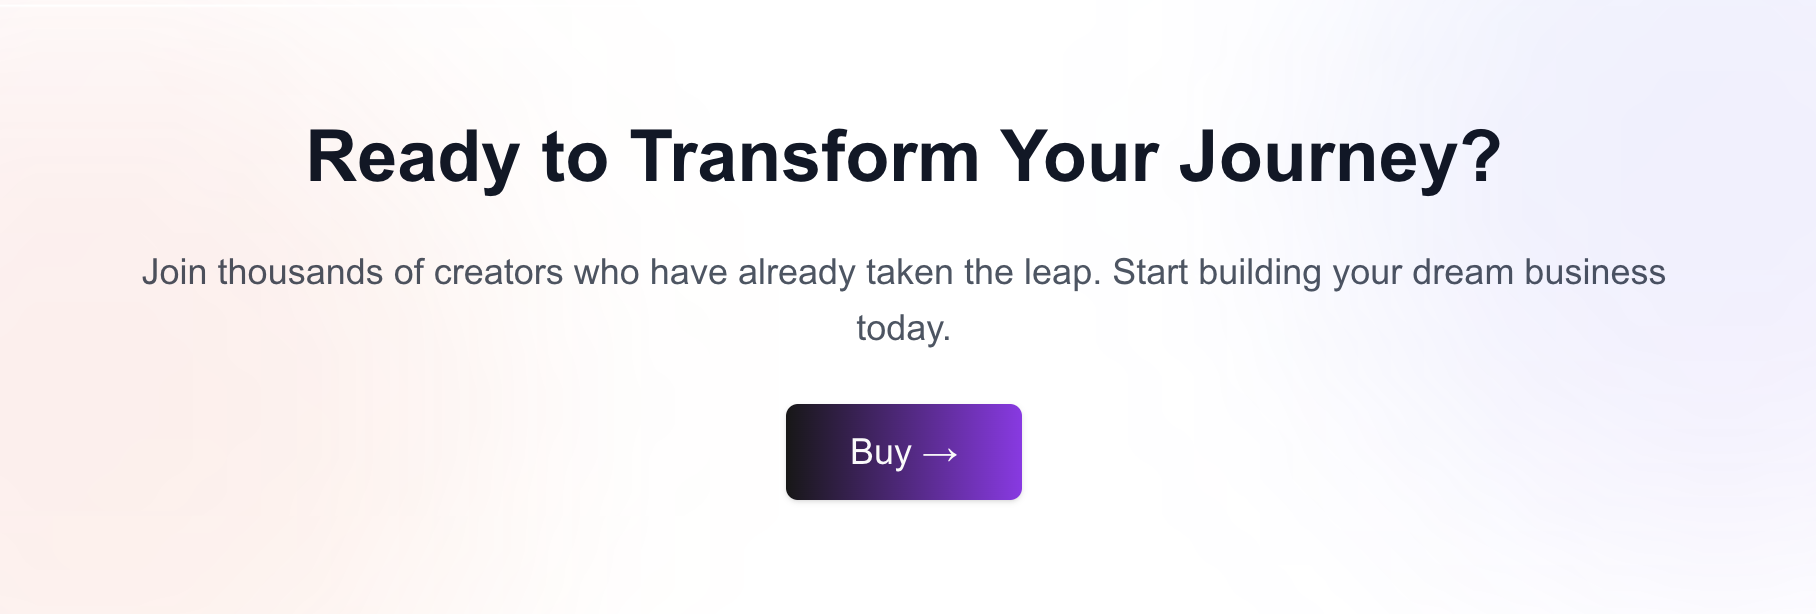 Ready to Transform Your Journey?
Join thousands of creators who have already taken the leap. Start building your dream business
today.
Buy →